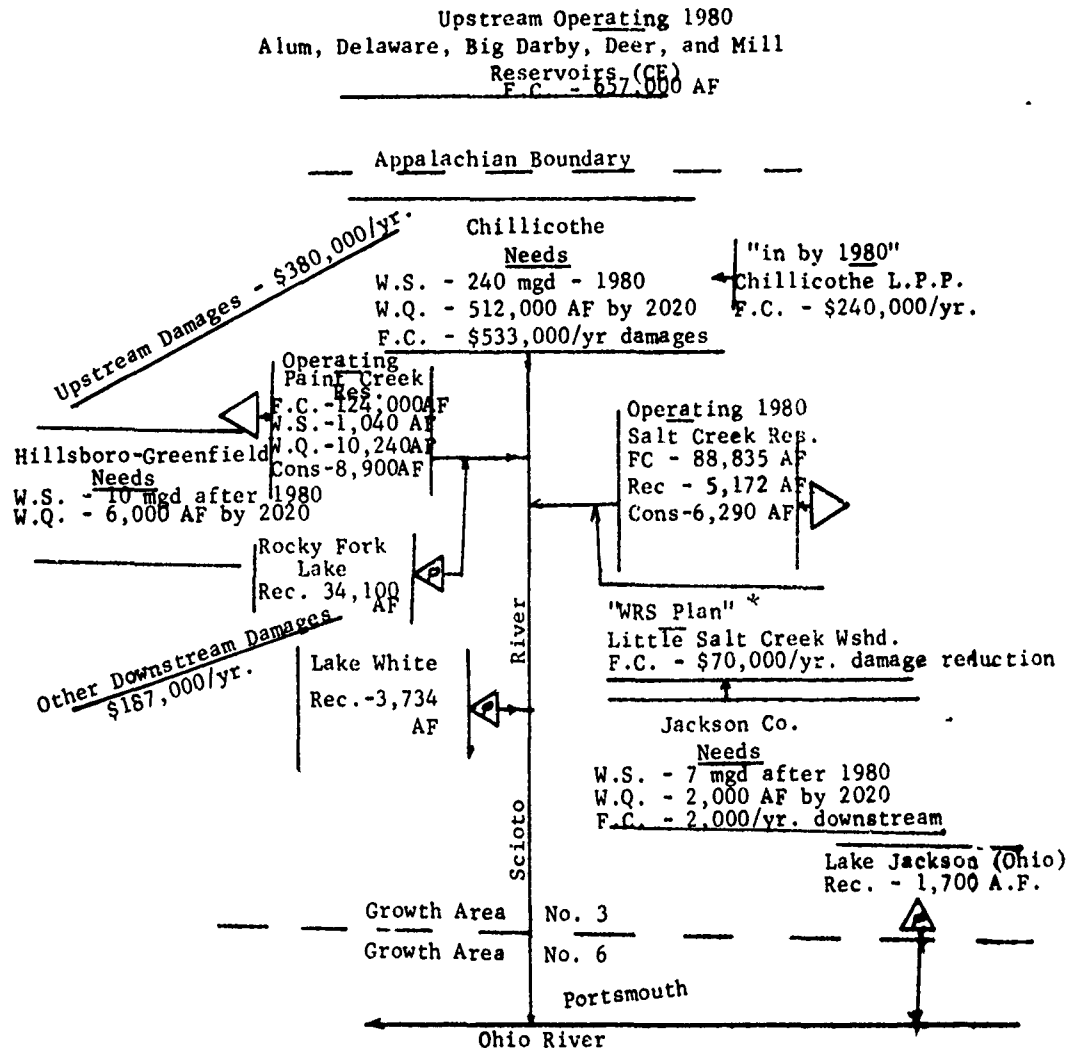 Upstream Operating 1980
Alum, Delaware, Big Darby, Deer, and Mill
Reservoirs (CE)
F.C. - 657,000 AF
Appalachian Boundary
Upstream Damages - $380,000/yr.
Chillicothe
Needs
W.S. - 240 mgd - 1980
W.Q. - 512,000 AF by 2020
F.C. - $533,000/yr damages
"in by 1980"
Chillicothe L.P.P.
F.C. - $240,000/yr.
Operating
Paint Creek
Res.
F.C.-124,000AF
W.S.-1,040 AF
W.Q.-10,240AF
Cons-8,900AF
Hillsboro-Greenfield
Needs
W.S. - 10 mgd after 1980
W.Q. - 6,000 AF by 2020
Operating 1980
Salt Creek Res.
FC - 88,835 AF
Rec - 5,172 AF
Cons-6,290 AF
Rocky Fork
Lake
Rec. 34,100
AF
P
"WRS Plan" *
Little Salt Creek Wshd.
F.C. - $70,000/yr. damage reduction
Other Downstream Damages
$187,000/yr.
Lake White
Rec.-3,734
AF
P
Scioto River
Jackson Co.
Needs
W.S. - 7 mgd after 1980
W.Q. - 2,000 AF by 2020
F.C. - 2,000/yr. downstream
Lake Jackson (Ohio)
Rec. - 1,700 A.F.
Growth Area No. 3
Growth Area No. 6
Portsmouth
Ohio River